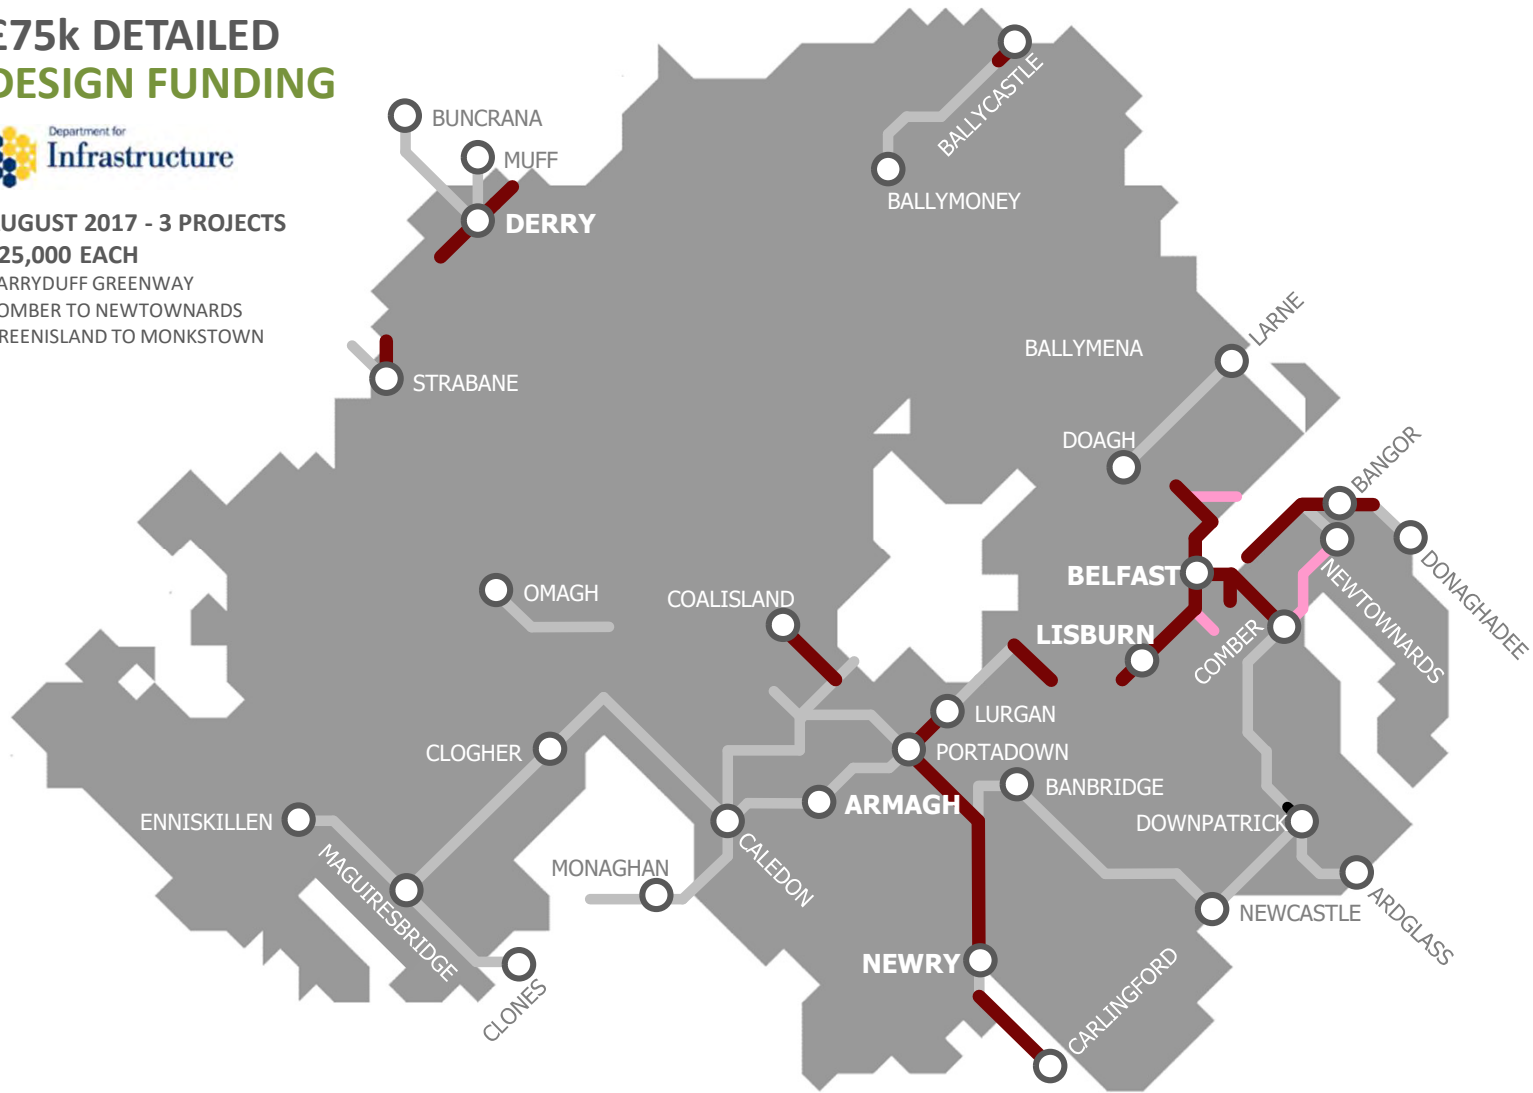 £75k DETAILED
DESIGN FUNDING
Department for
Infrastructure
UGUST 2017 - 3 PROJECTS
25,000 EACH
ARRYDUFF GREENWAY
OMBER TO NEWTOWNARDS
REENISLAND TO MONKSTOWN
BUNCRANA
MUFF
DERRY
STRABANE
BALLYCASTLE
BALLYMONEY
LARNE
BALLYMENA
DOAGH
BANGOR
BELFAST
DONAGHADEE
NEWTOWNARDS
OMAGH
COALISLAND
LISBURN
COMBER
LURGAN
CLOGHER
PORTADOWN
BANBRIDGE
ARMAGH
ENNISKILLEN
DOWNPATRICK
MAGUIRESBRIDGE
MONAGHAN
CALEDON
NEWCASTLE
ARDGLASS
NEWRY
CLONES
CARLINGFORD